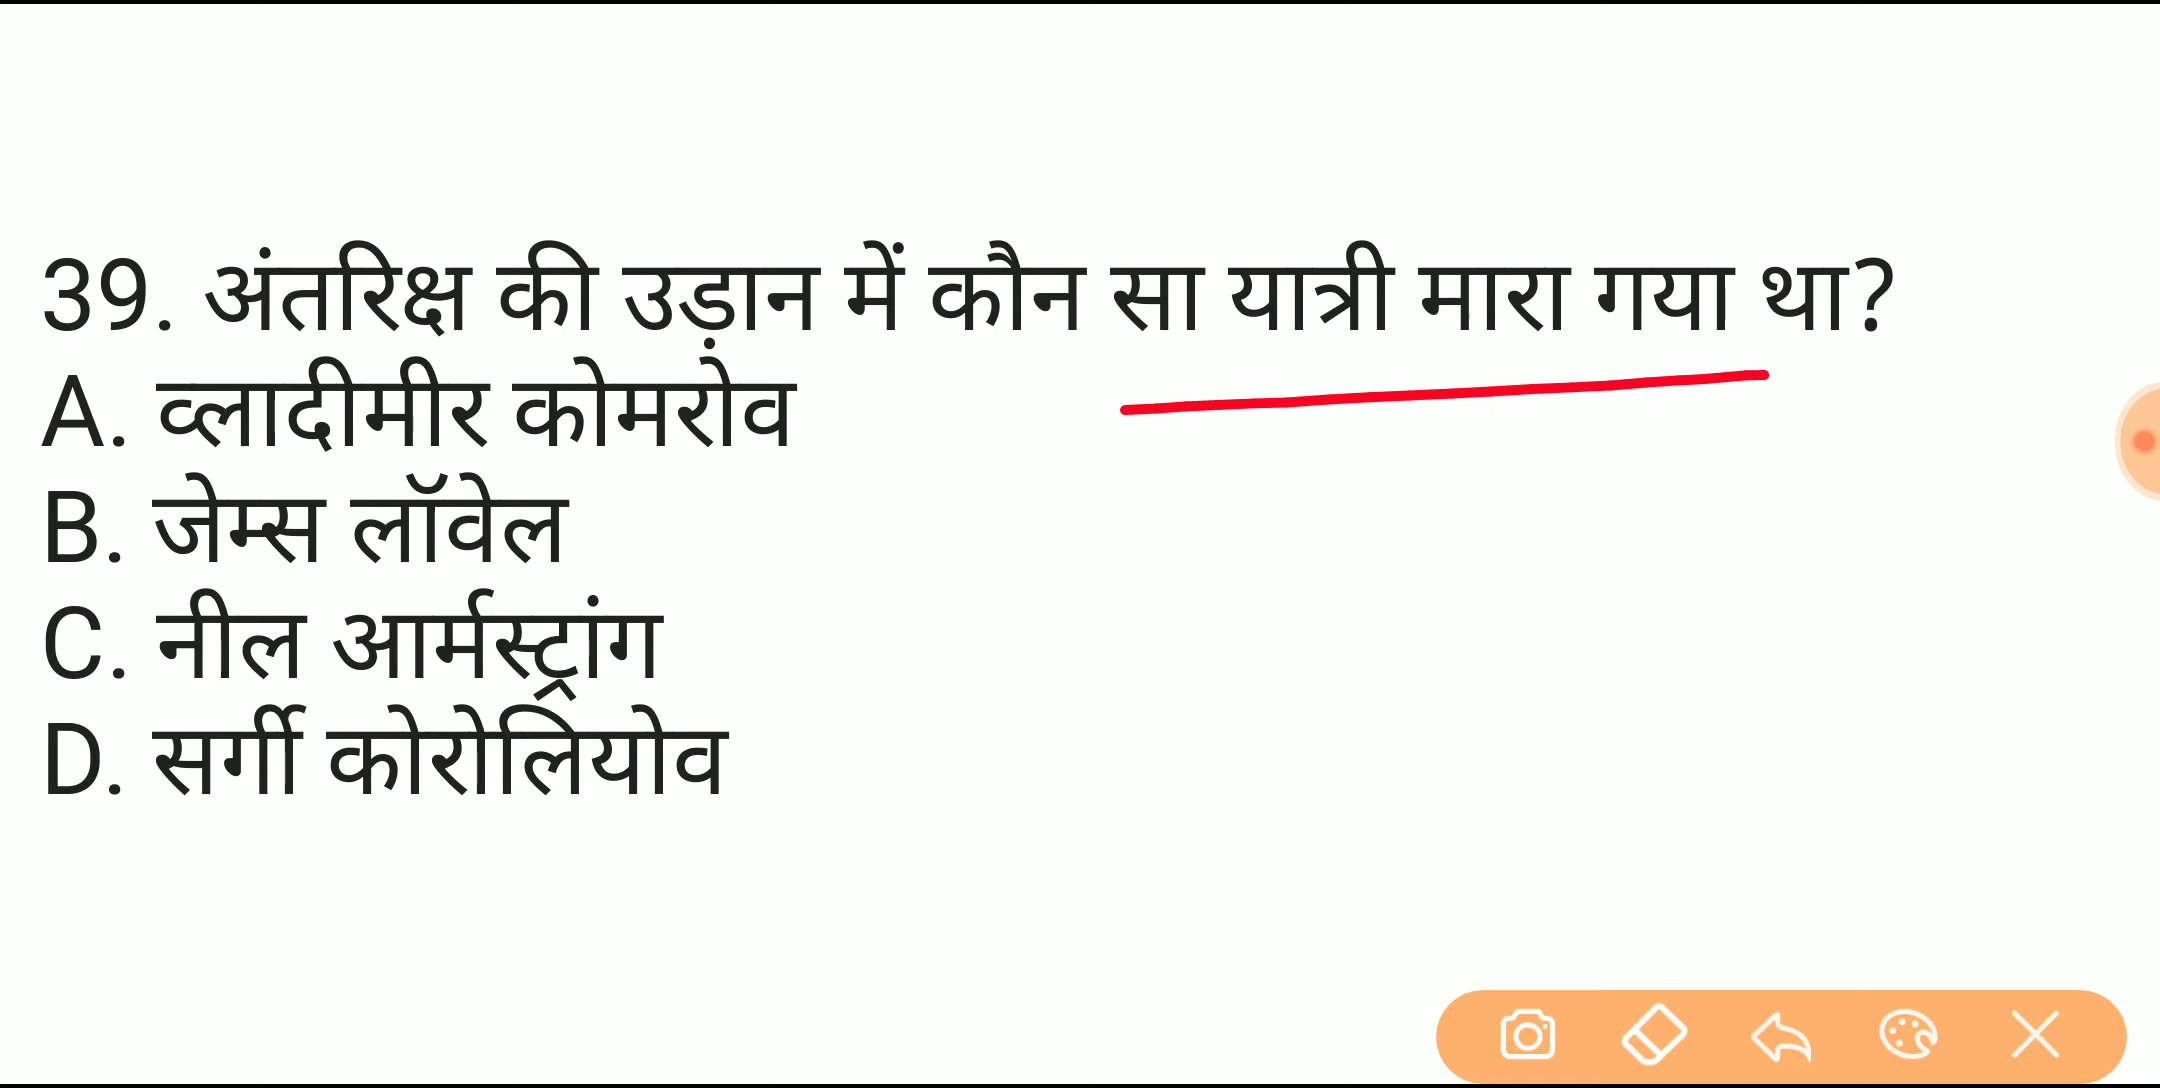 39. अंतरिक्ष की उड़ान में कौन सा यात्री मारा गया था?
A. व्लादीमीर कोमरोव
B. जेम्स लॉवेल
C. नील आर्मस्ट्रांग
D. सर्गी कोरोलियोव